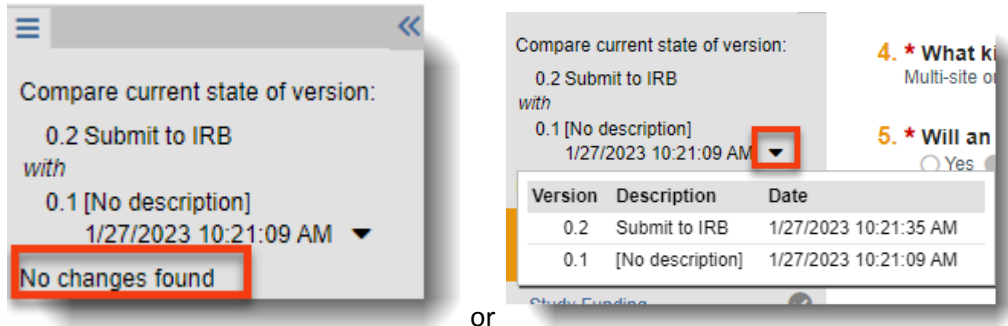 Compare current state of version:
0.2 Submit to IRB
with
0.1 [No description]
1/27/2023 10:21:09 AM
No changes found
or
Compare current state of version:
0.2 Submit to IRB
with
0.1 [No description]
1/27/2023 10:21:09 AM
Version Description Date
0.2 Submit to IRB 1/27/2023 10:21:35 AM
0.1 [No description] 1/27/2023 10:21:09 AM
Study Funding
4. * What
Multi-site
5. * Will an
Yes